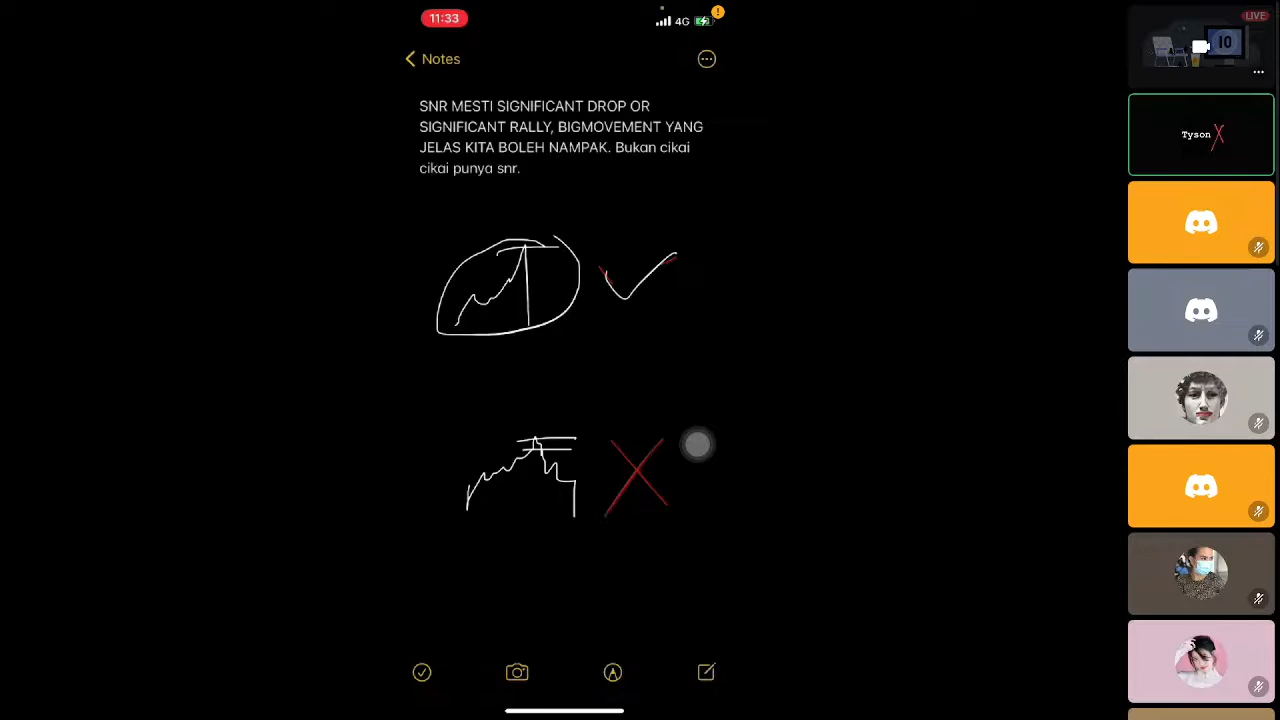 11:33
4G
!
LIVE
10
Notes
Tyson X
SNR MESTI SIGNIFICANT DROP OR
SIGNIFICANT RALLY, BIGMOVEMENT YANG
JELAS KITA BOLEH NAMPAK. Bukan cikai
cikai punya snr.